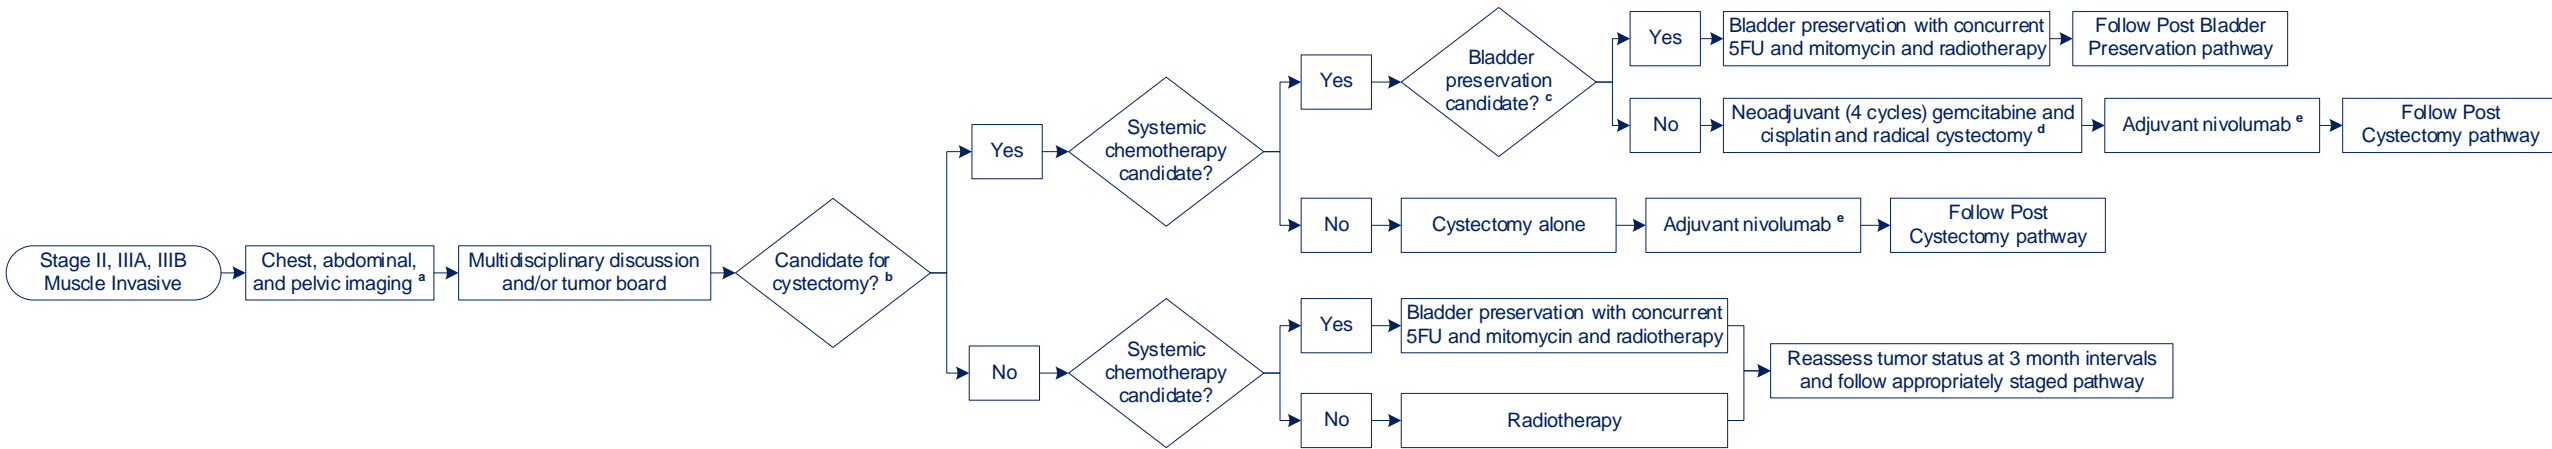 Stage II, IIIA, IIIB
Muscle Invasive
Chest, abdominal,
and pelvic imaging a
Multidisciplinary discussion
and/or tumor board
Candidate for
cystectomy? b
Yes
Systemic
chemotherapy
candidate?
Yes
Bladder
preservation
candidate? c
Yes
Bladder preservation with concurrent
5FU and mitomycin and radiotherapy
Follow Post Bladder
Preservation pathway
No
Neoadjuvant (4 cycles) gemcitabine and
cisplatin and radical cystectomy d
Adjuvant nivolumab e
Follow Post
Cystectomy pathway
No
Cystectomy alone
Adjuvant nivolumab e
Follow Post
Cystectomy pathway
No
Systemic
chemotherapy
candidate?
Yes
Bladder preservation with concurrent
5FU and mitomycin and radiotherapy
No
Radiotherapy
Reassess tumor status at 3 month intervals
and follow appropriately staged pathway